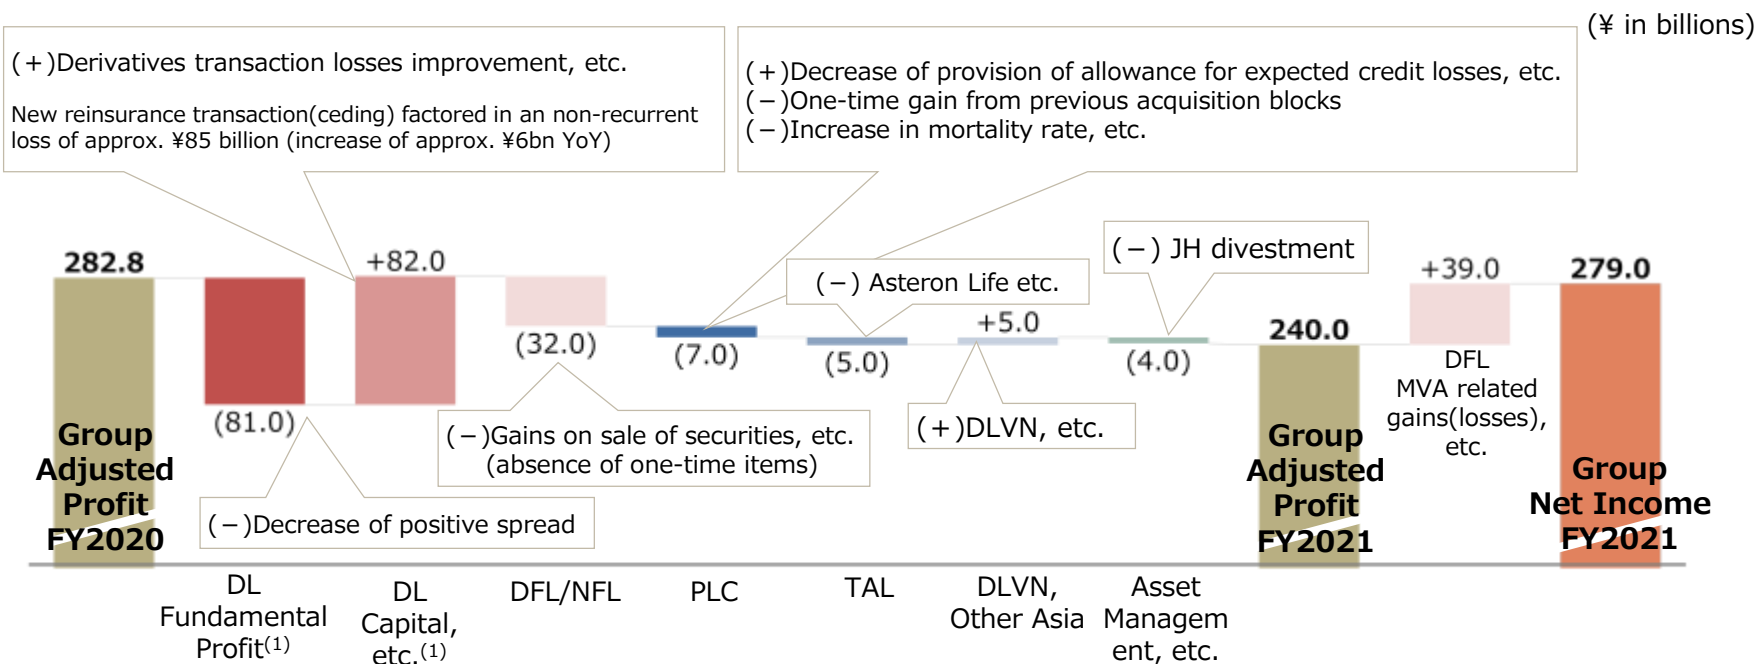 (¥ in billions)
(+)Derivatives transaction losses improvement, etc.
New reinsurance transaction(ceding) factored in an non-recurrent
loss of approx. ¥85 billion (increase of approx. ¥6bn YoY)
(+)Decrease of provision of allowance for expected credit losses, etc.
(−)One-time gain from previous acquisition blocks
(−)Increase in mortality rate, etc.
282.8
+82.0
(−) Asteron Life etc.
(−) JH divestment
+39.0
279.0
(81.0)
(32.0)
(7.0)
(5.0)
+5.0
(4.0)
240.0
DFL
MVA related
gains(losses),
etc.
(−)Gains on sale of securities, etc.
(absence of one-time items)
(+)DLVN, etc.
(−)Decrease of positive spread
Group
Adjusted
Profit
FY2020
Group
Adjusted
Profit
FY2021
Group
Net Income
FY2021
DL
Fundamental
Profit(1)
DL
Capital,
etc.(1)
DFL/NFL
PLC
TAL
DLVN,
Other Asia
Asset
Managem
ent, etc.